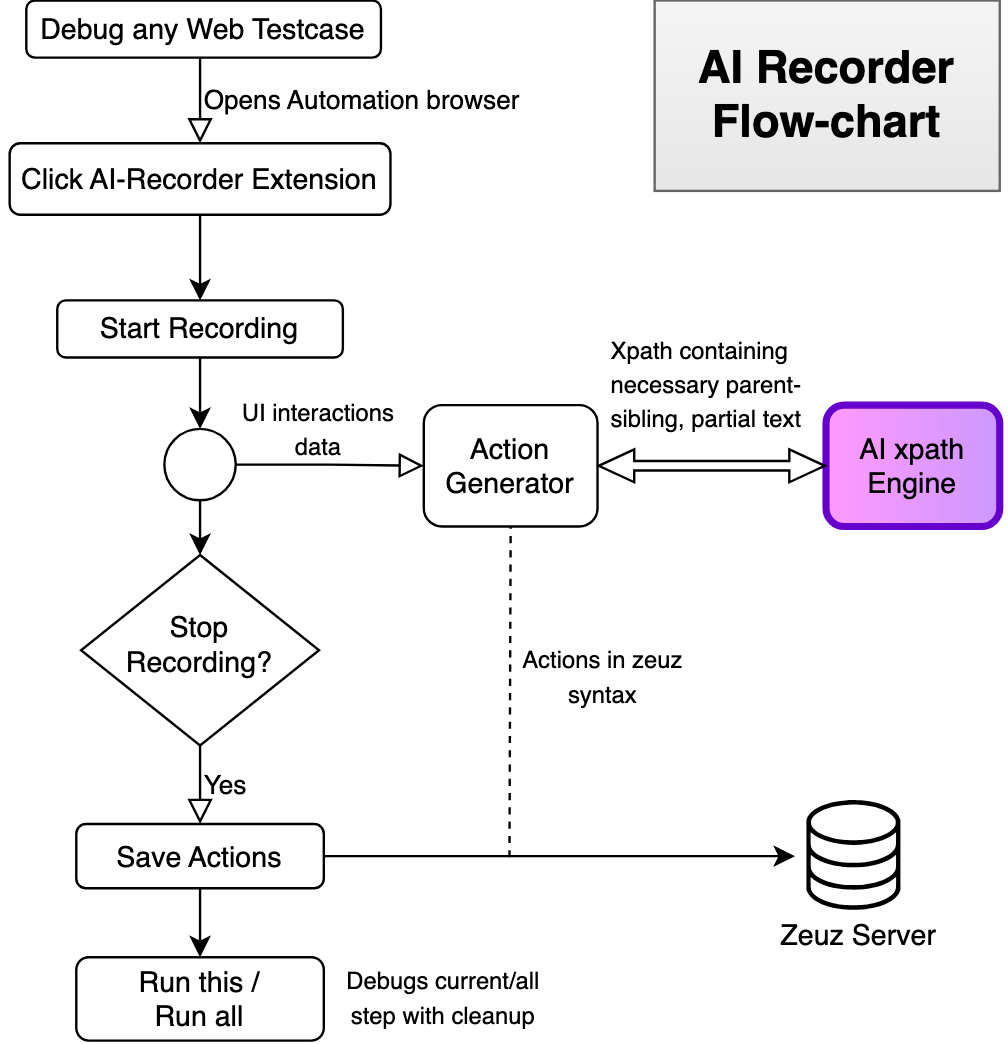 Debug any Web Testcase
AI Recorder
Flow-chart
Opens Automation browser
Click AI-Recorder Extension
Start Recording
UI interactions
data
Action
Generator
Xpath containing
necessary parent-
sibling, partial text
AI xpath
Engine
Stop
Recording?
Actions in zeuz
syntax
Yes
Save Actions
Zeuz Server
Run this /
Run all
Debugs current/all
step with cleanup